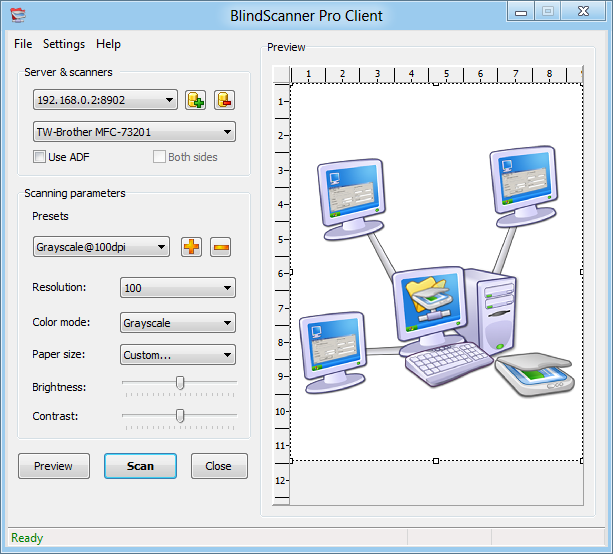 BlindScanner Pro Client
File Settings Help
Server & scanners
192.168.0.2:8902
TW-Brother MFC-73201
Use ADF
Both sides
Scanning parameters
Presets
Grayscale@100dpi
Resolution:
100
Color mode:
Grayscale
Paper size:
Custom...
Brightness:
Contrast:
Preview
Scan
Close
Preview
1 2 3 4 5 6 7 8
1
2
3
4
5
6
7
8
9
10
11
12
Ready